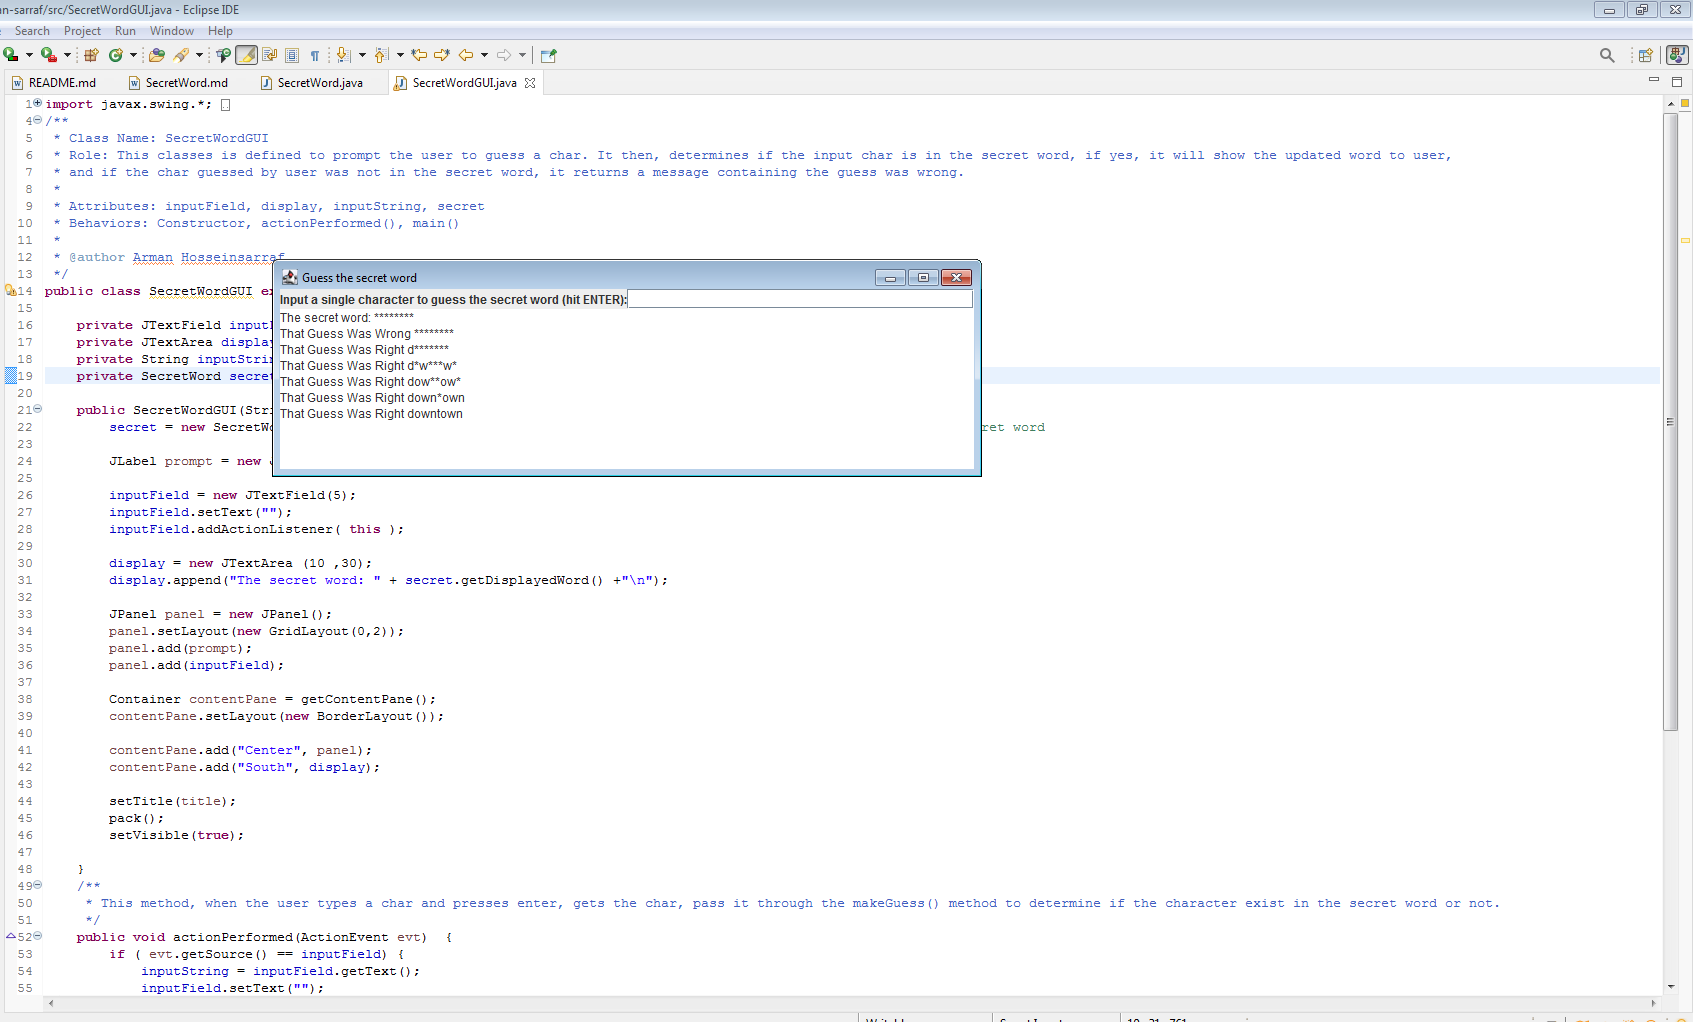 n-sarraf/src/SecretWordGUI.java - Eclipse IDE
Search Project Run Window Help
README.md SecretWord.md SecretWord.java SecretWordGUI.java
1 import javax.swing.*;
4 /**
5 * Class Name: SecretWordGUI
6 * Role: This classes is defined to prompt the user to guess a char. It then, determines if the input char is in the secret word, if yes, it will show the updated word to user,
7 * and if the char guessed by user was not in the secret word, it returns a message containing the guess was wrong.
8 *
9 * Attributes: inputField, display, inputString, secret
10 * Behaviors: Constructor, actionPerformed(), main()
11 *
12 * @author Arman Hosseinsarraf
13 */
14 public class SecretWordGUI e
15
16 private JTextField input
17 private JTextArea display
18 private String inputStrin
19 private SecretWord secret
20
21 public SecretWordGUI(Stri
22 secret = new SecretWo ret word
23
24 JLabel prompt = new J
25
26 inputField = new JTextField(5);
27 inputField.setText("");
28 inputField.addActionListener( this );
29
30 display = new JTextArea (10 ,30);
31 display.append("The secret word: " + secret.getDisplayedWord() +"\n");
32
33 JPanel panel = new JPanel();
34 panel.setLayout(new GridLayout(0,2));
35 panel.add(prompt);
36 panel.add(inputField);
37
38 Container contentPane = getContentPane();
39 contentPane.setLayout(new BorderLayout());
40
41 contentPane.add("Center", panel);
42 contentPane.add("South", display);
43
44 setTitle(title);
45 pack();
46 setVisible(true);
47
48 }
49 /**
50 * This method, when the user types a char and presses enter, gets the char, pass it through the makeGuess() method to determine if the character exist in the secret word or not.
51 */
52 public void actionPerformed(ActionEvent evt) {
53 if ( evt.getSource() == inputField) {
54 inputString = inputField.getText();
55 inputField.setText("");
Guess the secret word
Input a single character to guess the secret word (hit ENTER):
The secret word: ********
That Guess Was Wrong ********
That Guess Was Right d*******
That Guess Was Right d*w***w*
That Guess Was Right dow**ow*
That Guess Was Right down*own
That Guess Was Right downtown